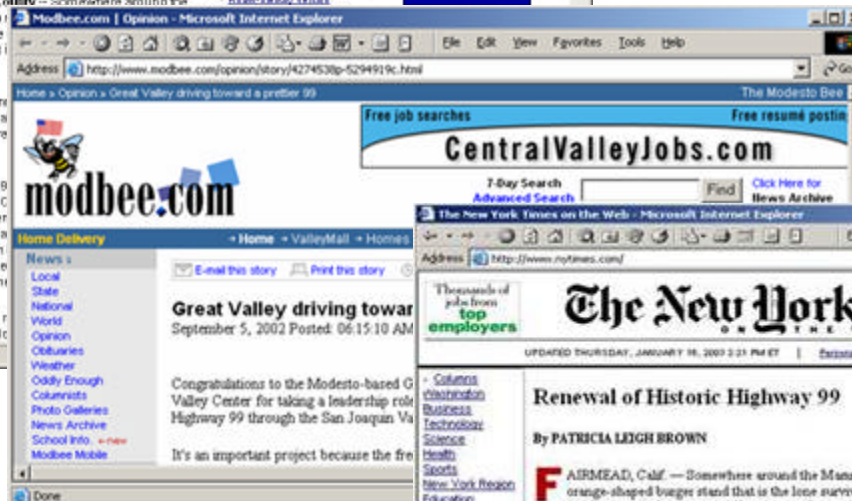 Modbee.com | Opinion - Microsoft Internet Explorer
File Edit View Favorites Tools Help
Address http://www.modbee.com/opinion/story/4274538p-5294919c.html
Go
Home » Opinion » Great Valley driving toward a prettier 99
The Modesto Bee
Free job searches
Free resumé postin
CentralValleyJobs.com
modbee.com
7-Day Search
Find
Advanced Search
Click Here for
News Archive
Home Delivery
Home ValleyMall Homes
News
Local
State
National
World
Opinion
Obituaries
Weather
Oddly Enough
Columnists
Photo Galleries
News Archive
School Info. new
Modbee Mobile
E-mail this story Print this story
Great Valley driving towar
September 5, 2002 Posted: 06:15:10 AM
Congratulations to the Modesto-based G
Valley Center for taking a leadership role
Highway 99 through the San Joaquin Va
It's an important project because the fre
Done
The New York Times on the Web - Microsoft Internet Explorer
Address http://www.nytimes.com/
Thousands of
jobs from
top
employers
The New York
ON THE
UPDATED THURSDAY, JANUARY 16, 2003 2:21 PM ET |
- Columns
Washington
Business
Technology
Science
Health
Sports
New York Region
Education
Renewal of Historic Highway 99
By PATRICIA LEIGH BROWN
FAIRMEAD, Calif. — Somewhere around the Mam
orange-shaped burger stand that is the lone surviv